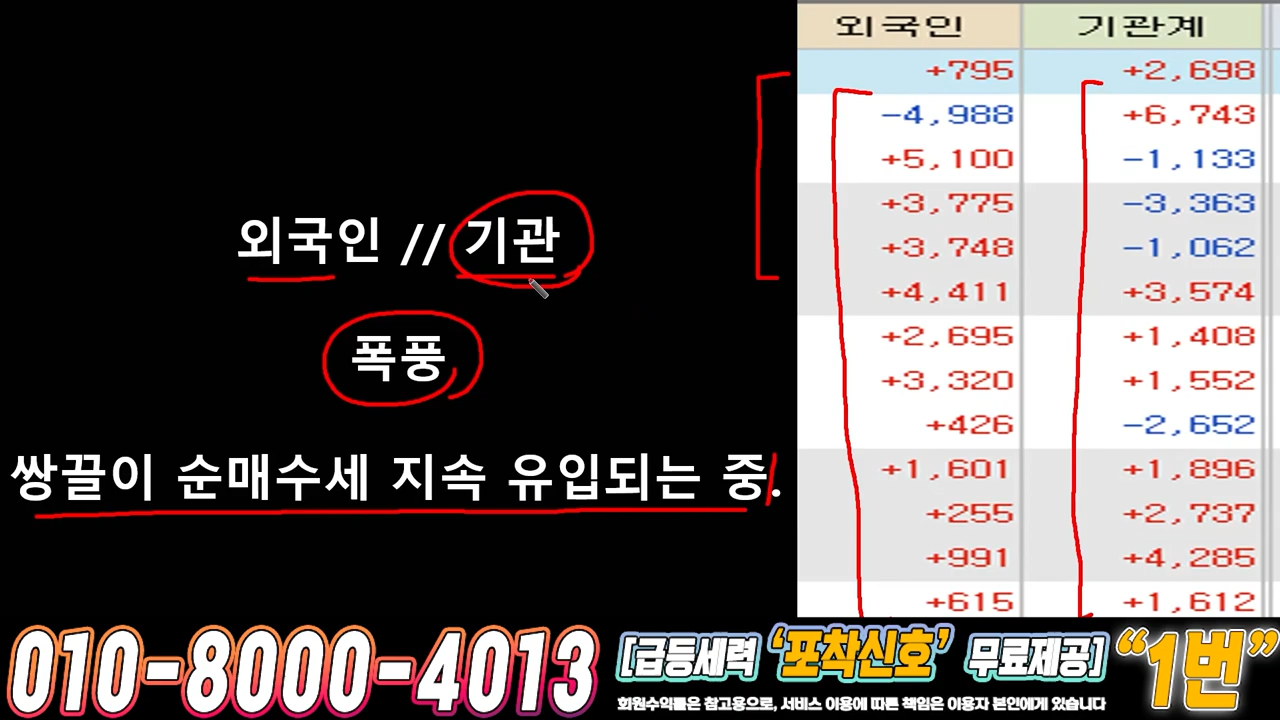 외국인 // 기관
폭풍
쌍끌이 순매수세 지속 유입되는 중.
외국인 기관계
+795 +2,698
-4,988 +6,743
+5,100 -1,133
+3,775 -3,363
+3,748 -1,062
+4,411 +3,574
+2,695 +1,408
+3,320 +1,552
+426 -2,652
+1,601 +1,896
+255 +2,737
+991 +4,285
+615 +1,612
010-8000-4013
[급등세력 ‘포착신호’ 무료제공] “1번”
회원수익률은 참고용으로, 서비스 이용에 따른 책임은 이용자 본인에게 있습니다